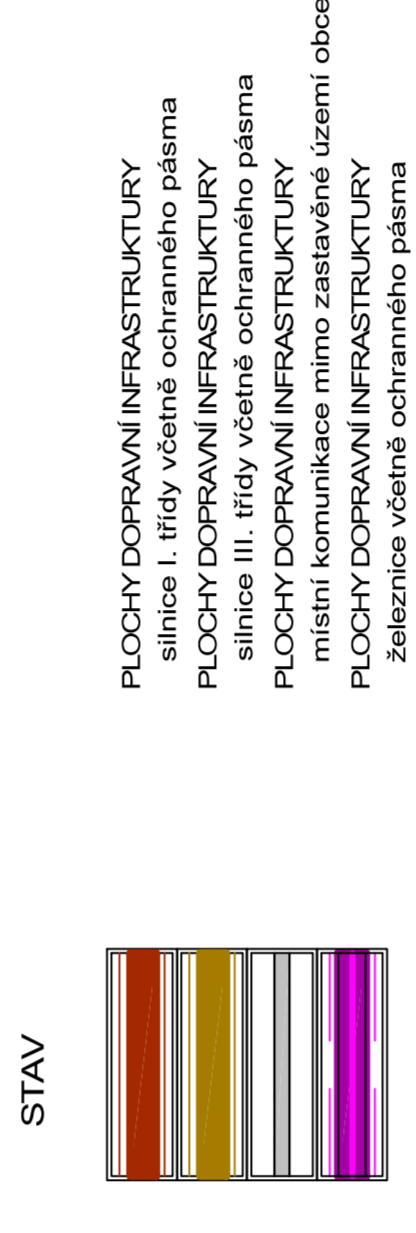 STAV
PLOCHY DOPRAVNÍ INFRASTRUKTURY
silnice I. třídy včetně ochranného pásma
PLOCHY DOPRAVNÍ INFRASTRUKTURY
silnice III. třídy včetně ochranného pásma
PLOCHY DOPRAVNÍ INFRASTRUKTURY
místní komunikace mimo zastavěné území obce
PLOCHY DOPRAVNÍ INFRASTRUKTURY
železnice včetně ochranného pásma